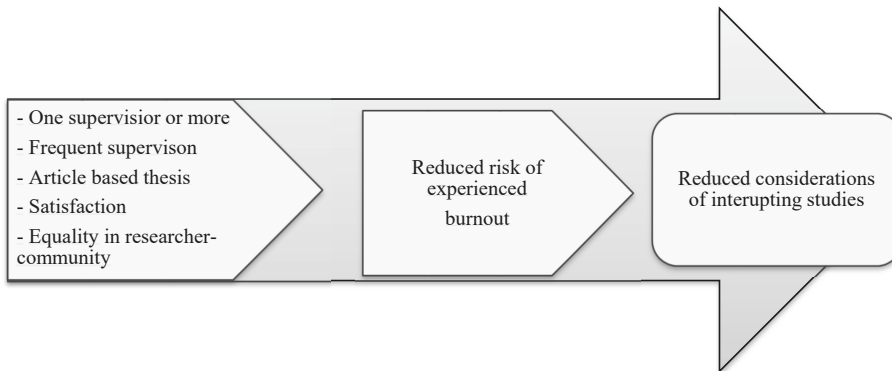 - One supervisior or more
- Frequent supervison
- Article based thesis
- Satisfaction
- Equality in researcher-
community
Reduced risk of
experienced
burnout
Reduced considerations
of interupting studies